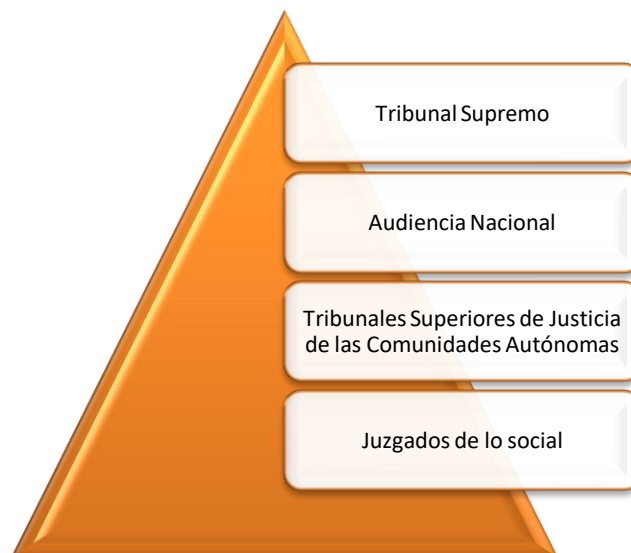 Tribunal Supremo
Audiencia Nacional
Tribunales Superiores de Justicia
de las Comunidades Autónomas
Juzgados de lo social